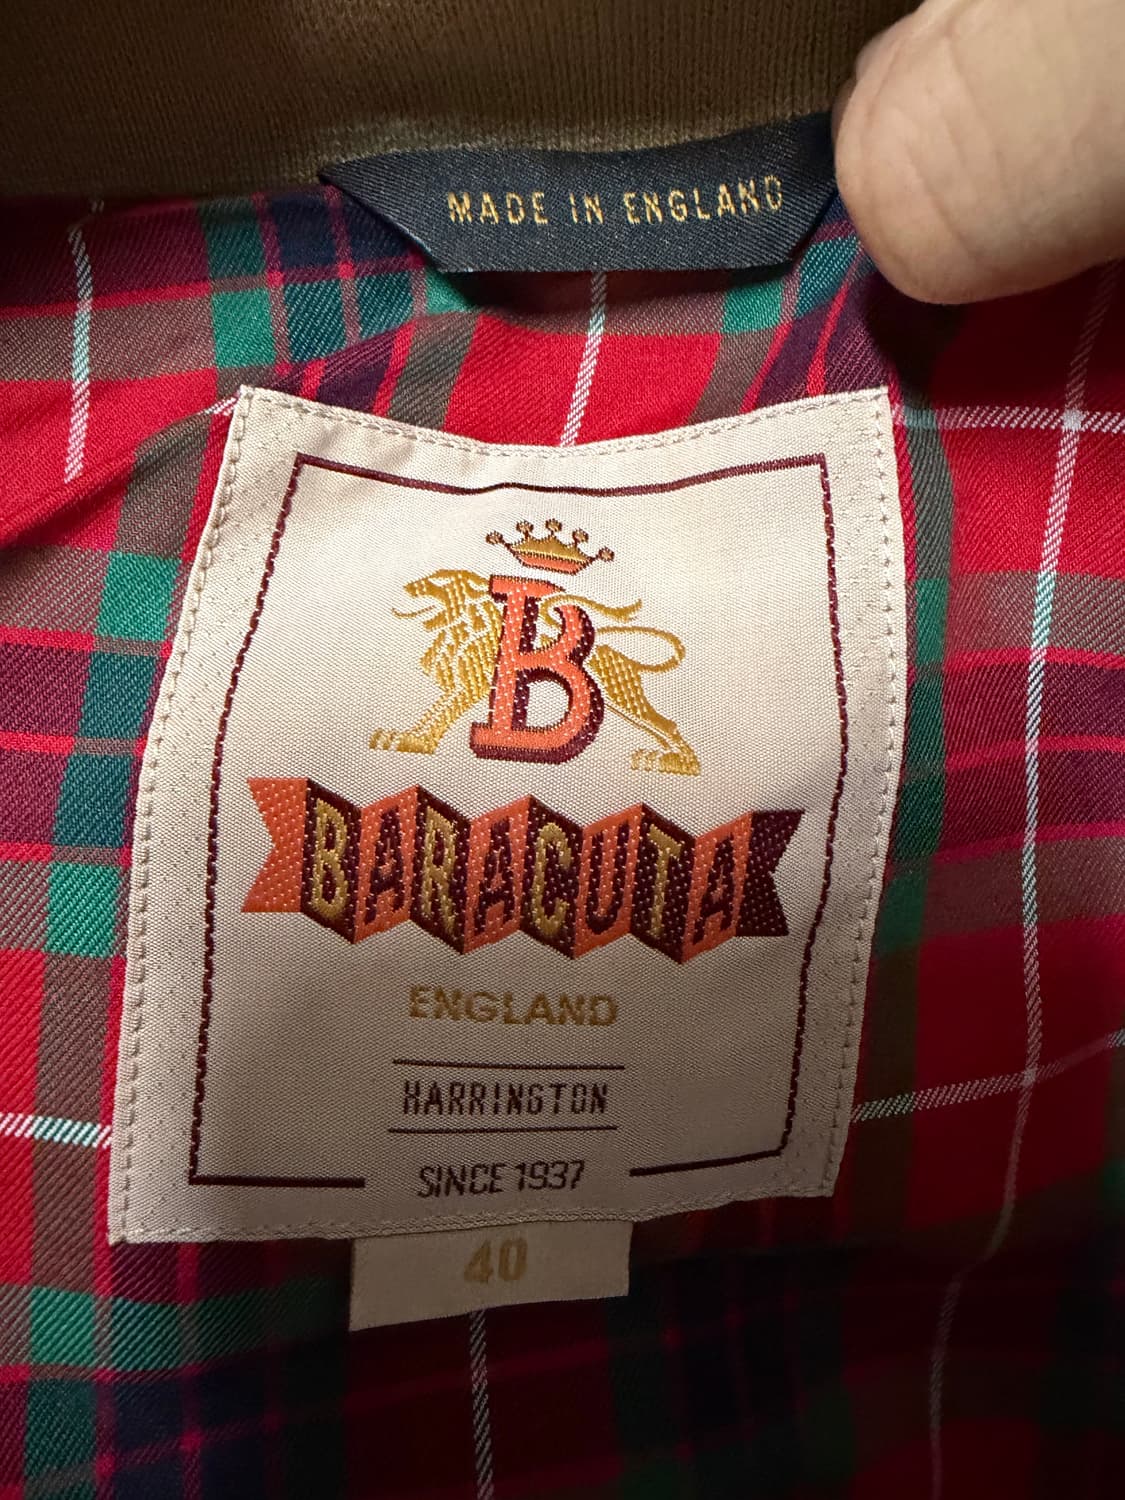 MADE IN ENGLAND
B
BARACUTA
ENGLAND
HARRINGTON
SINCE 1937
40